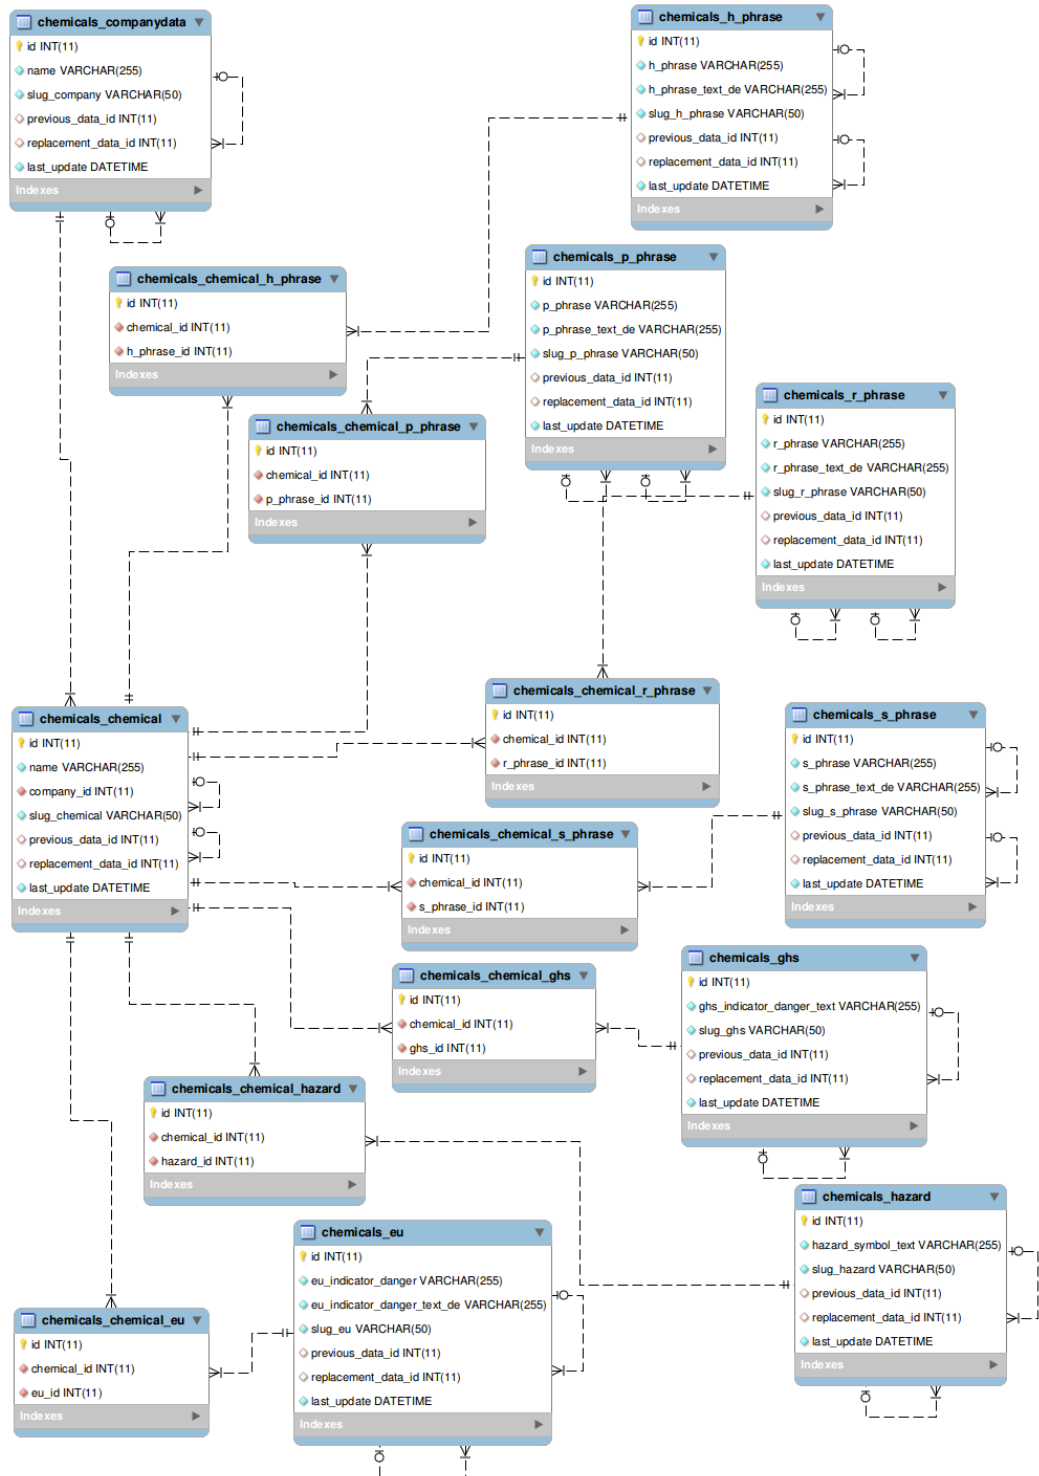 chemicals_companydata
id INT(11)
name VARCHAR(255)
slug_company VARCHAR(50)
previous_data_id INT(11)
replacement_data_id INT(11)
last_update DATETIME
Indexes
chemicals_h_phrase
id INT(11)
h_phrase VARCHAR(255)
h_phrase_text_de VARCHAR(255)
slug_h_phrase VARCHAR(50)
previous_data_id INT(11)
replacement_data_id INT(11)
last_update DATETIME
Indexes
chemicals_chemical_h_phrase
id INT(11)
chemical_id INT(11)
h_phrase_id INT(11)
Indexes
chemicals_p_phrase
id INT(11)
p_phrase VARCHAR(255)
p_phrase_text_de VARCHAR(255)
slug_p_phrase VARCHAR(50)
previous_data_id INT(11)
replacement_data_id INT(11)
last_update DATETIME
Indexes
chemicals_chemical_p_phrase
id INT(11)
chemical_id INT(11)
p_phrase_id INT(11)
Indexes
chemicals_r_phrase
id INT(11)
r_phrase VARCHAR(255)
r_phrase_text_de VARCHAR(255)
slug_r_phrase VARCHAR(50)
previous_data_id INT(11)
replacement_data_id INT(11)
last_update DATETIME
Indexes
chemicals_chemical
id INT(11)
name VARCHAR(255)
company_id INT(11)
slug_chemical VARCHAR(50)
previous_data_id INT(11)
replacement_data_id INT(11)
last_update DATETIME
Indexes
chemicals_chemical_r_phrase
id INT(11)
chemical_id INT(11)
r_phrase_id INT(11)
Indexes
chemicals_s_phrase
id INT(11)
s_phrase VARCHAR(255)
s_phrase_text_de VARCHAR(255)
slug_s_phrase VARCHAR(50)
previous_data_id INT(11)
replacement_data_id INT(11)
last_update DATETIME
Indexes
chemicals_chemical_s_phrase
id INT(11)
chemical_id INT(11)
s_phrase_id INT(11)
Indexes
chemicals_chemical_ghs
id INT(11)
chemical_id INT(11)
ghs_id INT(11)
Indexes
chemicals_ghs
id INT(11)
ghs_indicator_danger_text VARCHAR(255)
slug_ghs VARCHAR(50)
previous_data_id INT(11)
replacement_data_id INT(11)
last_update DATETIME
Indexes
chemicals_chemical_hazard
id INT(11)
chemical_id INT(11)
hazard_id INT(11)
Indexes
chemicals_hazard
id INT(11)
hazard_symbol_text VARCHAR(255)
slug_hazard VARCHAR(50)
previous_data_id INT(11)
replacement_data_id INT(11)
last_update DATETIME
Indexes
chemicals_eu
id INT(11)
eu_indicator_danger VARCHAR(255)
eu_indicator_danger_text_de VARCHAR(255)
slug_eu VARCHAR(50)
previous_data_id INT(11)
replacement_data_id INT(11)
last_update DATETIME
Indexes
chemicals_chemical_eu
id INT(11)
chemical_id INT(11)
eu_id INT(11)
Indexes